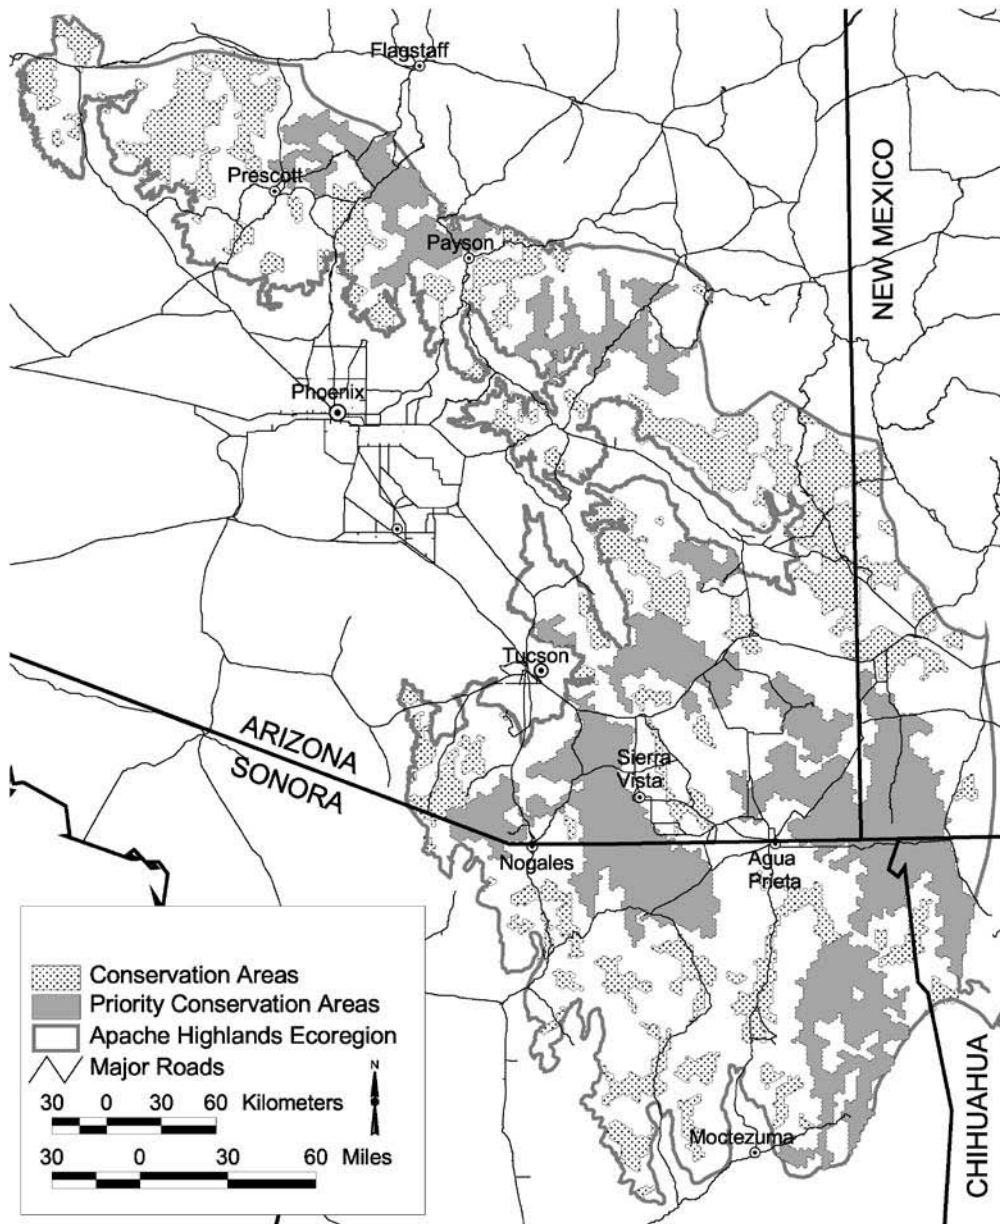 Flagstaff
Prescott
Payson
NEW MEXICO
Phoenix
Tucson
ARIZONA
SONORA
Sierra
Vista
Nogales
Agua
Prieta
Conservation Areas
Priority Conservation Areas
Apache Highlands Ecoregion
Major Roads
N
30 0 30 60 Kilometers
30 0 30 60 Miles
Moctezuma
CHIHUAHUA